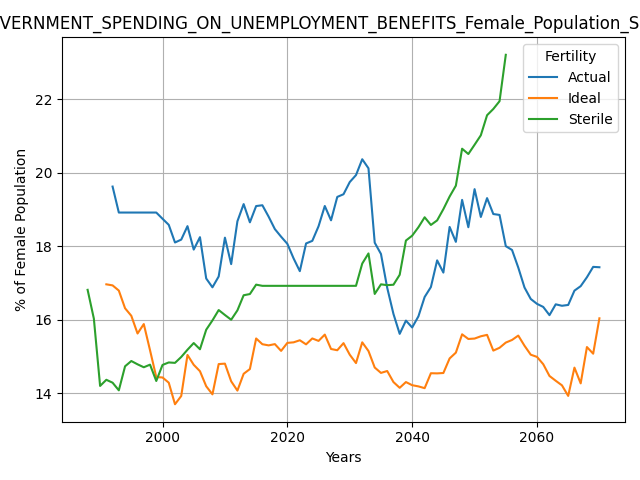 VERNMENT_SPENDING_ON_UNEMPLOYMENT_BENEFITS_Female_Population_S
Fertility
Actual
Ideal
Sterile
% of Female Population
22
20
18
16
14
2000 2020 2040 2060
Years